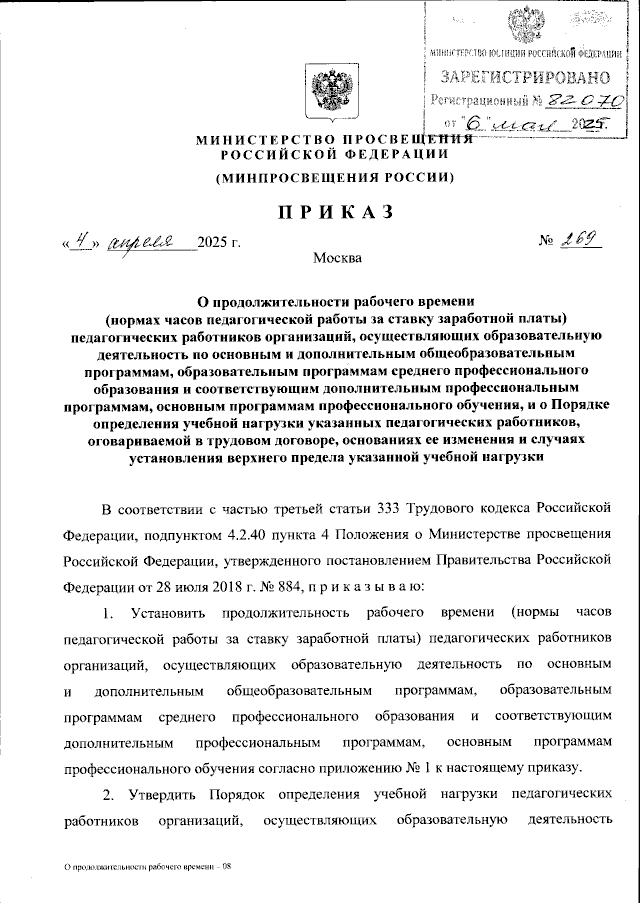 МИНИСТЕРСТВО ЮСТИЦИИ РОССИЙСКОЙ ФЕДЕРАЦИИ
ЗАРЕГИСТРИРОВАНО
Регистрационный № 82070
от "6" мая 2025.
МИНИСТЕРСТВО ПРОСВЕЩЕНИЯ
РОССИЙСКОЙ ФЕДЕРАЦИИ
(МИНПРОСВЕЩЕНИЯ РОССИИ)
ПРИКАЗ
«4» апреля 2025 г.
№ 269
Москва
О продолжительности рабочего времени
(нормах часов педагогической работы за ставку заработной платы)
педагогических работников организаций, осуществляющих образовательную
деятельность по основным и дополнительным общеобразовательным
программам, образовательным программам среднего профессионального
образования и соответствующим дополнительным профессиональным
программам, основным программам профессионального обучения, и о Порядке
определения учебной нагрузки указанных педагогических работников,
оговариваемой в трудовом договоре, основаниях ее изменения и случаях
установления верхнего предела указанной учебной нагрузки
В соответствии с частью третьей статьи 333 Трудового кодекса Российской
Федерации, подпунктом 4.2.40 пункта 4 Положения о Министерстве просвещения
Российской Федерации, утвержденного постановлением Правительства Российской
Федерации от 28 июля 2018 г. № 884, п р и к а з ы в а ю:
1. Установить продолжительность рабочего времени (нормы часов
педагогической работы за ставку заработной платы) педагогических работников
организаций, осуществляющих образовательную деятельность по основным
и дополнительным общеобразовательным программам, образовательным
программам среднего профессионального образования и соответствующим
дополнительным профессиональным программам, основным программам
профессионального обучения согласно приложению № 1 к настоящему приказу.
2. Утвердить Порядок определения учебной нагрузки педагогических
работников организаций, осуществляющих образовательную деятельность
О продолжительности рабочего времени – 08